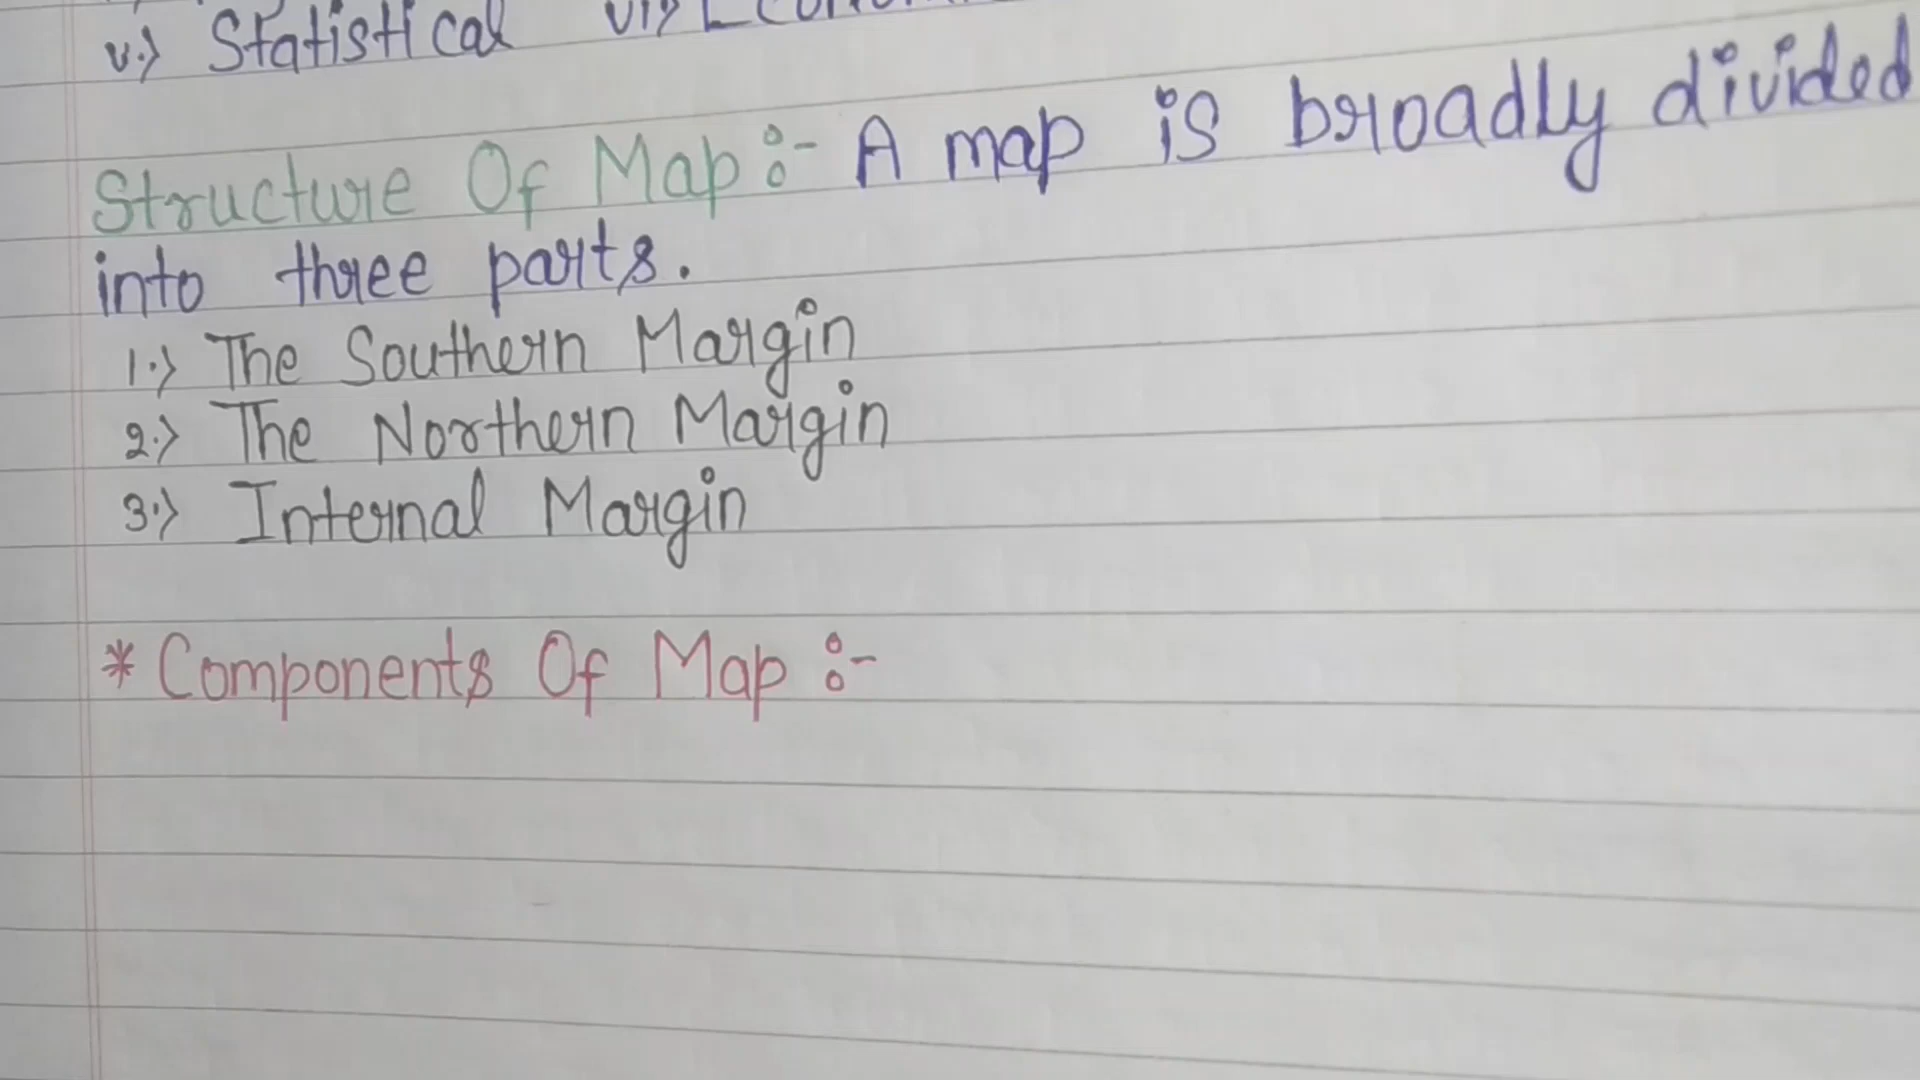 v.) Statistical vi)
Structure Of Map :- A map is broadly divided
into three parts.
1.) The Southern Margin
2.) The Northern Margin
3.) Internal Margin
* Components Of Map :-